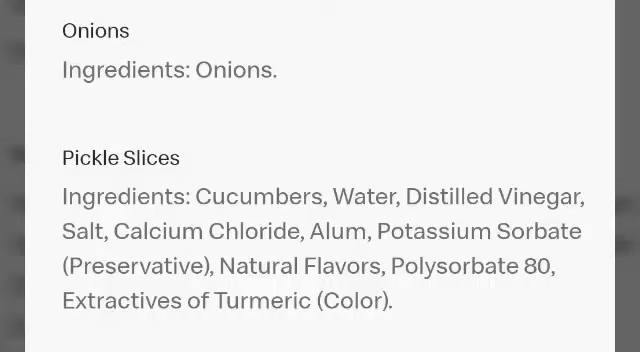 Onions
Ingredients: Onions.
Pickle Slices
Ingredients: Cucumbers, Water, Distilled Vinegar,
Salt, Calcium Chloride, Alum, Potassium Sorbate
(Preservative), Natural Flavors, Polysorbate 80,
Extractives of Turmeric (Color).